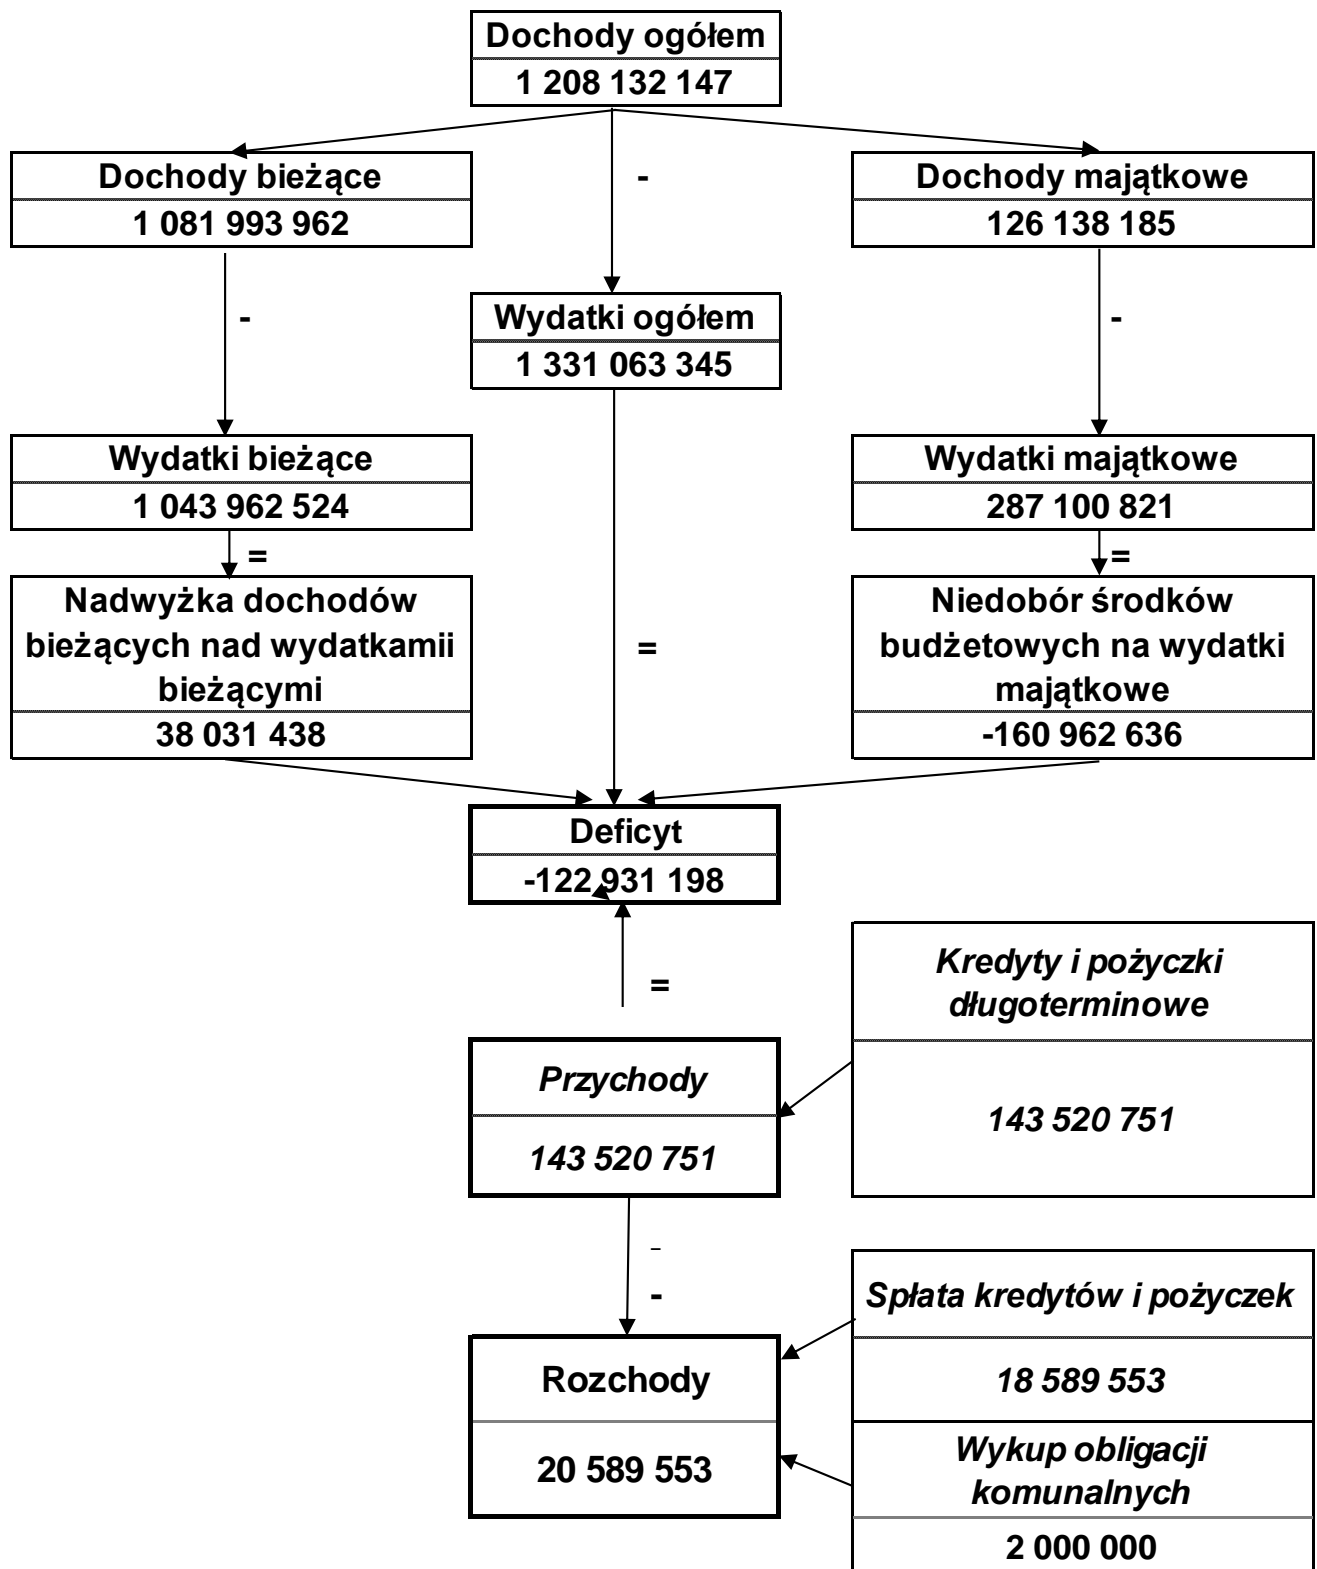 Dochody ogółem
1 208 132 147
Dochody bieżące
1 081 993 962
-
Dochody majątkowe
126 138 185
-
Wydatki ogółem
1 331 063 345
-
Wydatki bieżące
1 043 962 524
=
Wydatki majątkowe
287 100 821
=
Nadwyżka dochodów
bieżących nad wydatkamii
bieżącymi
38 031 438
=
Niedobór środków
budżetowych na wydatki
majątkowe
-160 962 636
Deficyt
-122 931 198
=
Kredyty i pożyczki
długoterminowe
143 520 751
Przychody
143 520 751
-
-
Spłata kredytów i pożyczek
18 589 553
Rozchody
20 589 553
Wykup obligacji
komunalnych
2 000 000